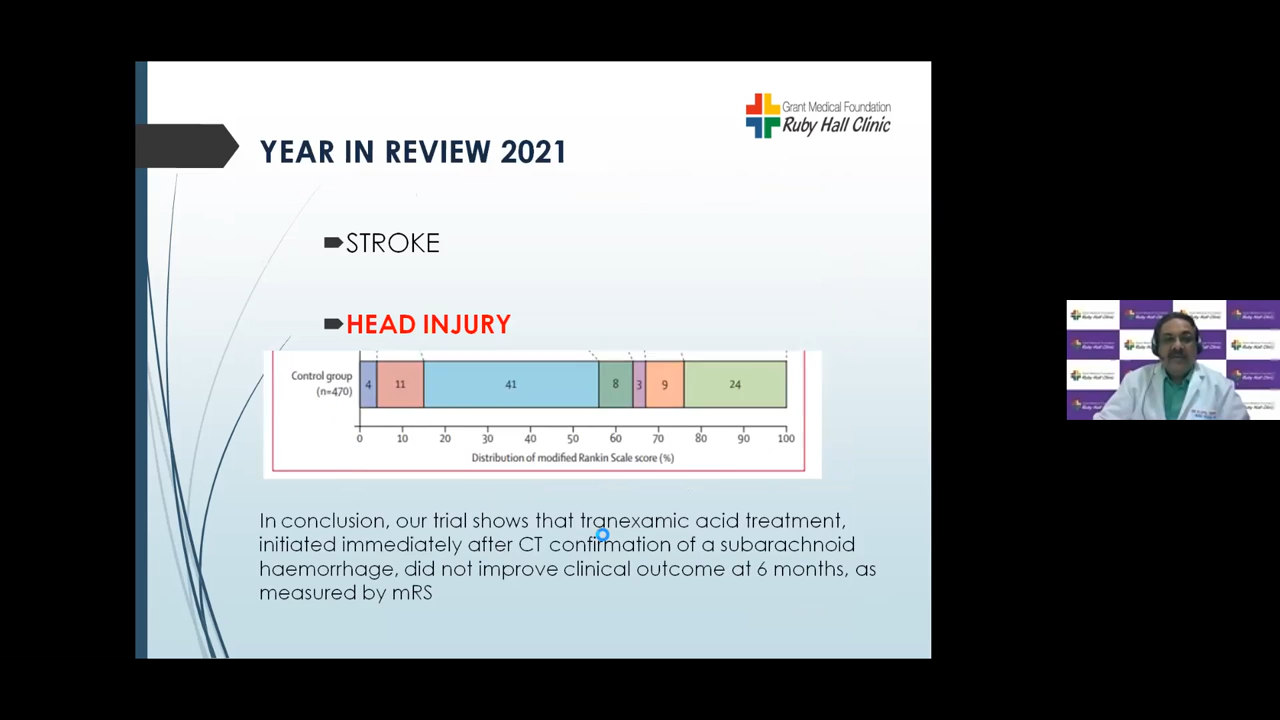 Grant Medical Foundation
Ruby Hall Clinic
YEAR IN REVIEW 2021
STROKE
HEAD INJURY
Control group
(n=470)
4 11 41 8 3 9 24
0 10 20 30 40 50 60 70 80 90 100
Distribution of modified Rankin Scale score (%)
In conclusion, our trial shows that tranexamic acid treatment,
initiated immediately after CT confirmation of a subarachnoid
haemorrhage, did not improve clinical outcome at 6 months, as
measured by mRS